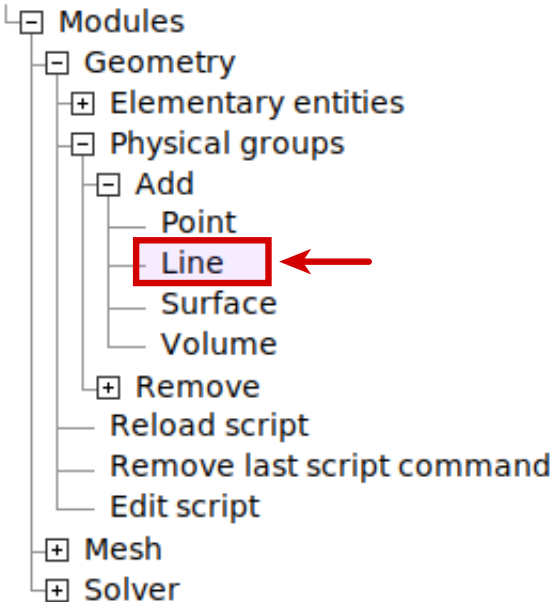 Modules
Geometry
Elementary entities
Physical groups
Add
Point
Line
Surface
Volume
Remove
Reload script
Remove last script command
Edit script
Mesh
Solver